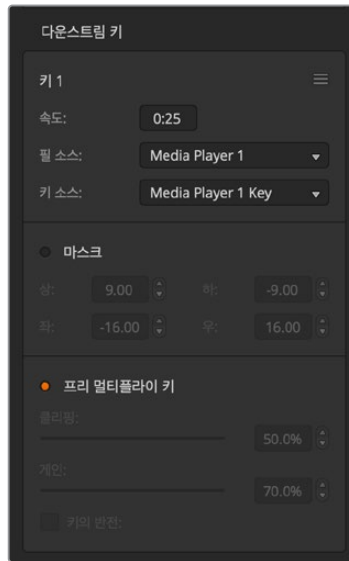 다운스트림 키
키 1
속도: 0:25
필 소스: Media Player 1
키 소스: Media Player 1 Key
마스크
상: 9.00 하: -9.00
좌: -16.00 우: 16.00
프리 멀티플라이 키
클리핑:
50.0%
게인:
70.0%
키의 반전: